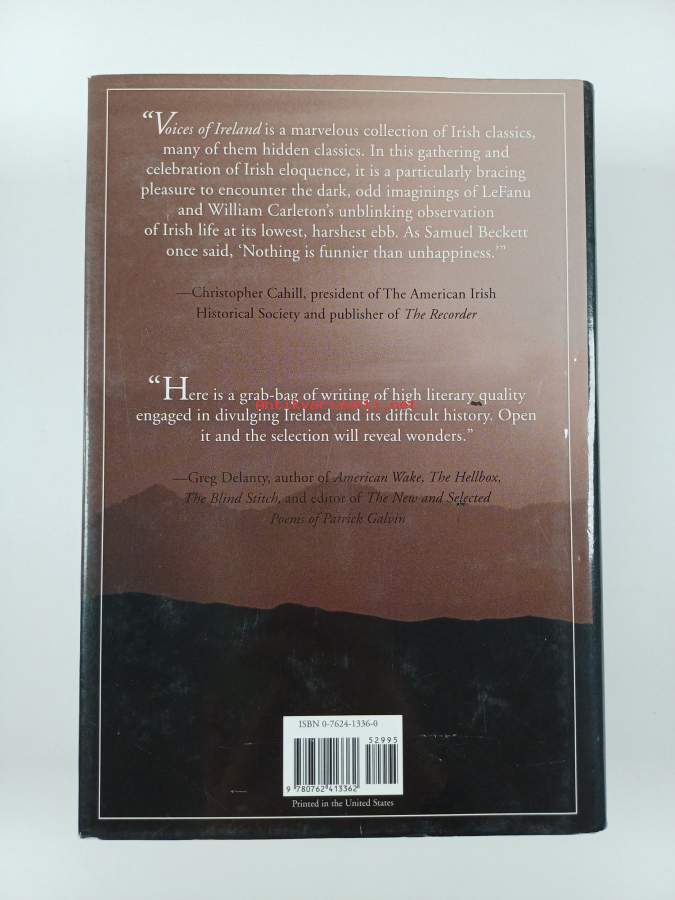 “Voices of Ireland is a marvelous collection of Irish classics,
many of them hidden classics. In this gathering and
celebration of Irish eloquence, it is a particularly bracing
pleasure to encounter the dark, odd imaginings of LeFanu
and William Carleton’s unblinking observation
of Irish life at its lowest, harshest ebb. As Samuel Beckett
once said, ‘Nothing is funnier than unhappiness.’”
—Christopher Cahill, president of The American Irish
Historical Society and publisher of The Recorder
“Here is a grab-bag of writing of high literary quality
engaged in divulging Ireland and its difficult history. Open
it and the selection will reveal wonders.”
—Greg Delanty, author of American Wake, The Hellbox,
The Blind Stitch, and editor of The New and Selected
Poems of Patrick Galvin
ISBN 0-7624-1336-0
52995
9 780762 413362
Printed in the United States